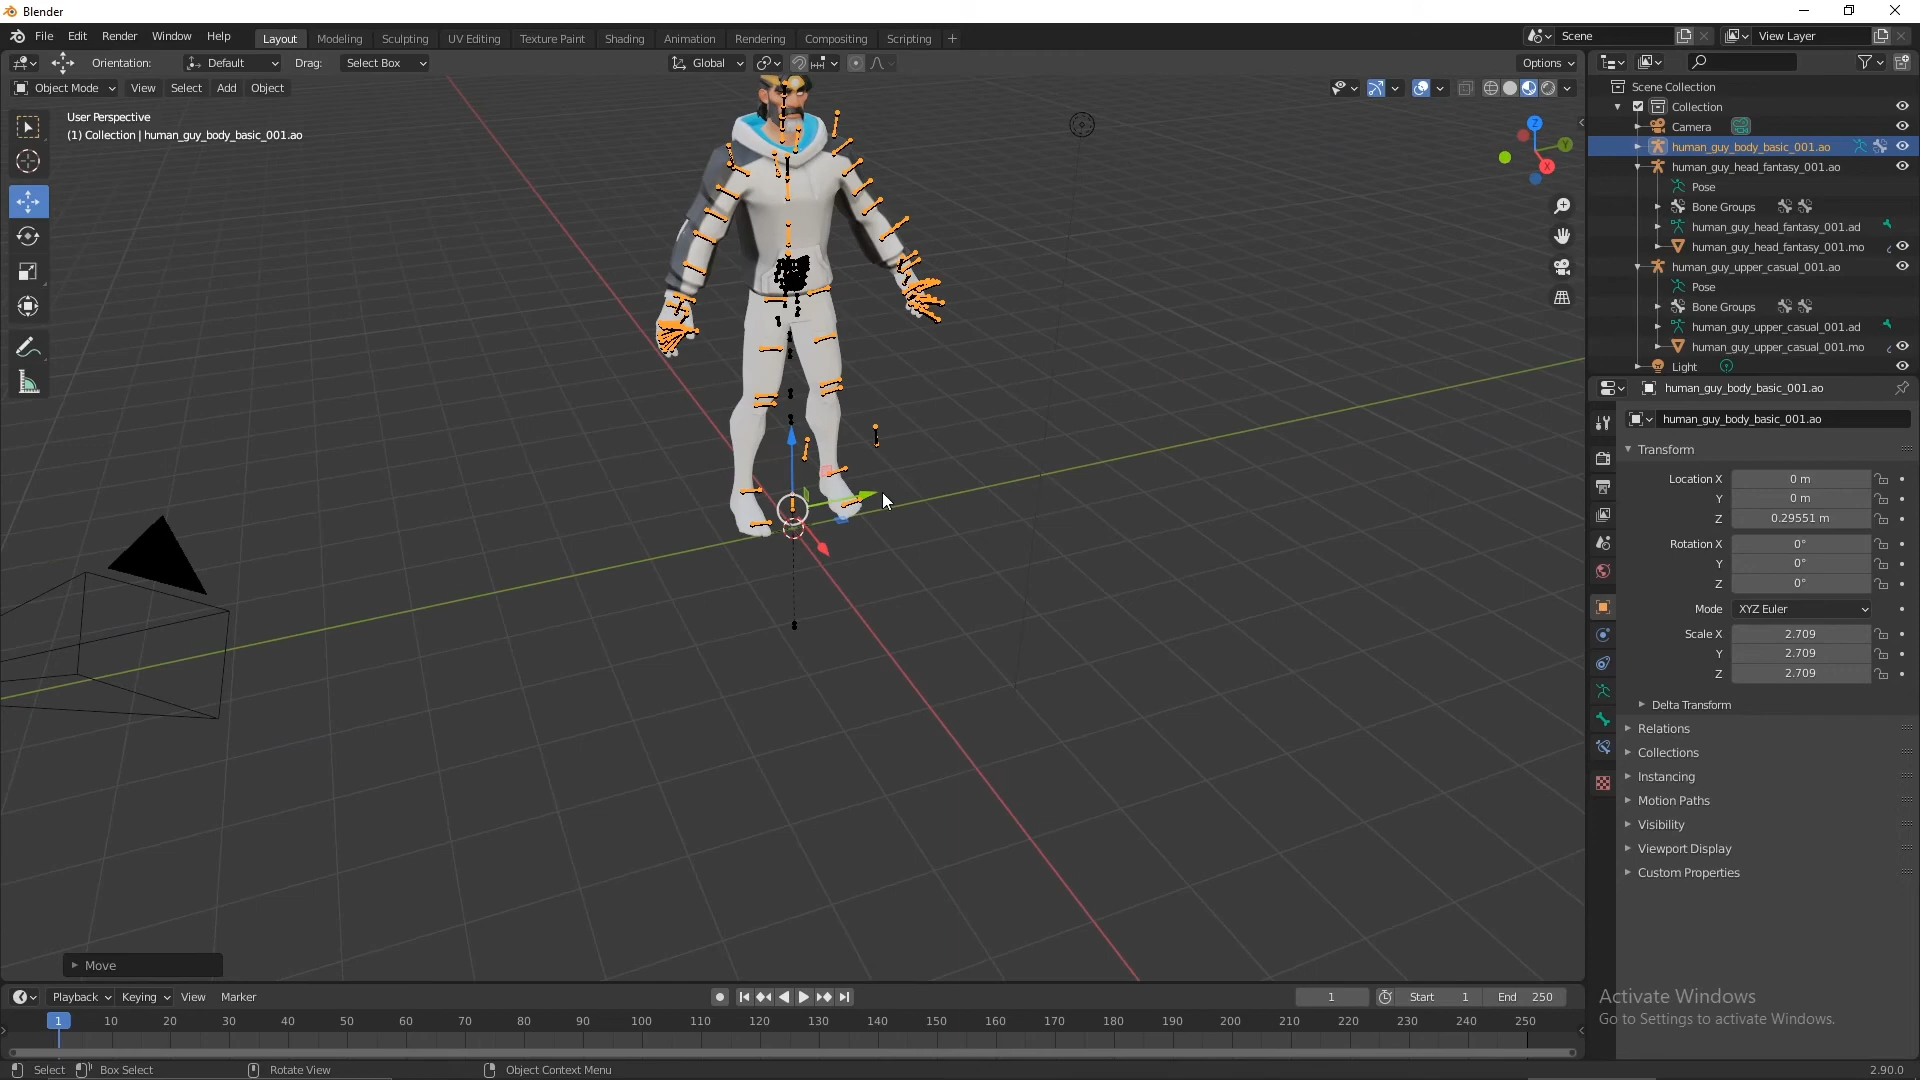 Blender
File Edit Render Window Help
Layout Modeling Sculpting UV Editing Texture Paint Shading Animation Rendering Compositing Scripting +
Scene
View Layer
Orientation: Default Drag: Select Box
Global
Options
Object Mode View Select Add Object
User Perspective
(1) Collection | human_guy_body_basic_001.ao
Z
Y
X
Scene Collection
Collection
Camera
human_guy_body_basic_001.ao
human_guy_head_fantasy_001.ao
Pose
Bone Groups
human_guy_head_fantasy_001.ad
human_guy_head_fantasy_001.mo
human_guy_upper_casual_001.ao
Pose
Bone Groups
human_guy_upper_casual_001.ad
human_guy_upper_casual_001.mo
Light
human_guy_body_basic_001.ao
human_guy_body_basic_001.ao
Transform
Location X 0 m
Y 0 m
Z 0.29551 m
Rotation X 0°
Y 0°
Z 0°
Mode XYZ Euler
Scale X 2.709
Y 2.709
Z 2.709
Delta Transform
Relations
Collections
Instancing
Motion Paths
Visibility
Viewport Display
Custom Properties
Move
Activate Windows
Go to Settings to activate Windows.
Playback Keying View Marker
1 Start 1 End 250
1 10 20 30 40 50 60 70 80 90 100 110 120 130 140 150 160 170 180 190 200 210 220 230 240 250
Select Box Select Rotate View Object Context Menu 2.90.0